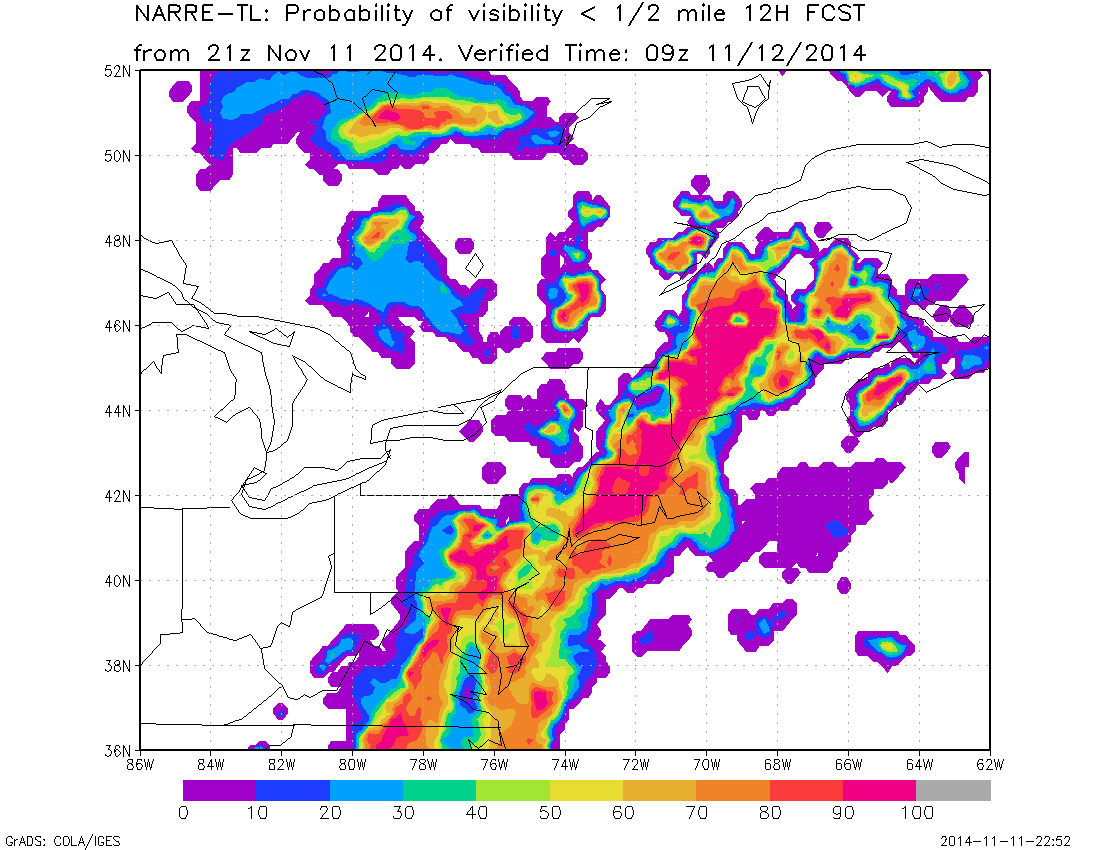 NARRE-TL: Probability of visibility < 1/2 mile 12H FCST
from 21z Nov 11 2014. Verified Time: 09z 11/12/2014
52N
50N
48N
46N
44N
42N
40N
38N
36N
86W 84W 82W 80W 78W 76W 74W 72W 70W 68W 66W 64W 62W
0 10 20 30 40 50 60 70 80 90 100
GrADS: COLA/IGES
2014-11-11-22:52